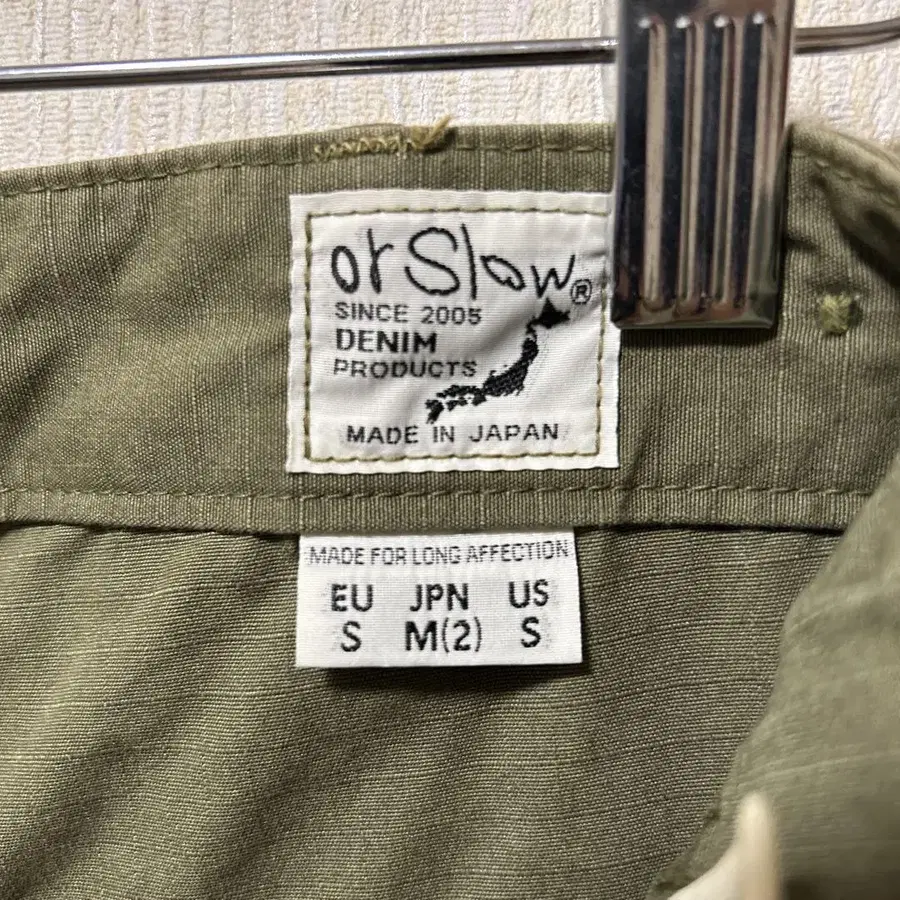 orSlow®
SINCE 2005
DENIM
PRODUCTS
MADE IN JAPAN
MADE FOR LONG AFFECTION
EU JPN US
S M(2) S